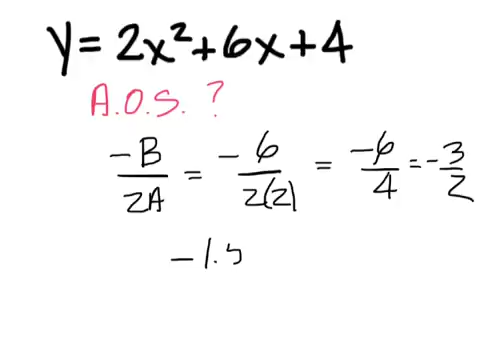 y = 2x²+6x+4
A.O.S. ?
-B/2A = -6/2(2) = -6/4 = -3/2
-1.5